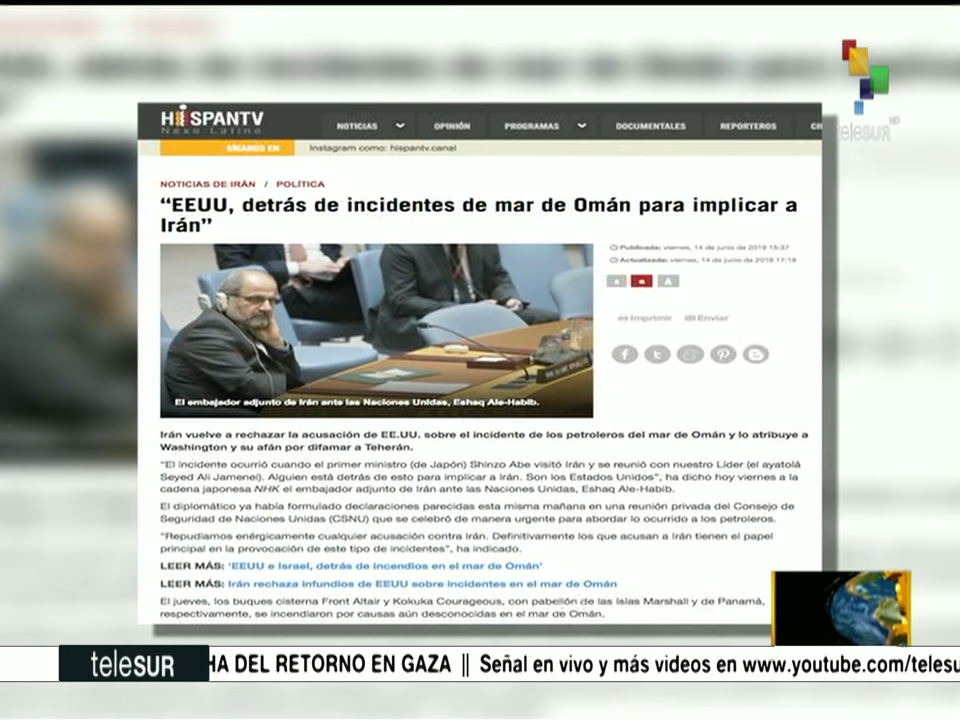 HISPANTV
Nexo Latino
NOTICIAS OPINIÓN PROGRAMAS DOCUMENTALES REPORTEROS
SÍGANOS EN Instagram como: hispantv.canal
teleSUR HD
NOTICIAS DE IRÁN / POLÍTICA
“EEUU, detrás de incidentes de mar de Omán para implicar a
Irán”
Publicada: viernes, 14 de junio de 2019 15:37
Actualizada: viernes, 14 de junio de 2019 17:18
A A A
Imprimir Enviar
El embajador adjunto de Irán ante las Naciones Unidas, Eshaq Ale-Habib.
Irán vuelve a rechazar la acusación de EE.UU. sobre el incidente de los petroleros del mar de Omán y lo atribuye a
Washington y su afán por difamar a Teherán.
“El incidente ocurrió cuando el primer ministro (de Japón) Shinzo Abe visitó Irán y se reunió con nuestro Líder (el ayatolá
Seyed Ali Jamenei). Alguien está detrás de esto para implicar a Irán. Son los Estados Unidos”, ha dicho hoy viernes a la
cadena japonesa NHK el embajador adjunto de Irán ante las Naciones Unidas, Eshaq Ale-Habib.
El diplomático ya había formulado declaraciones parecidas esta misma mañana en una reunión privada del Consejo de
Seguridad de Naciones Unidas (CSNU) que se celebró de manera urgente para abordar lo ocurrido a los petroleros.
“Repudiamos enérgicamente cualquier acusación contra Irán. Definitivamente los que acusan a Irán tienen el papel
principal en la provocación de este tipo de incidentes”, ha indicado.
LEER MÁS: ‘EEUU e Israel, detrás de incendios en el mar de Omán’
LEER MÁS: Irán rechaza infundios de EEUU sobre incidentes en el mar de Omán
El jueves, los buques cisterna Front Altair y Kokuka Courageous, con pabellón de las Islas Marshall y de Panamá,
respectivamente, se incendiaron por causas aún desconocidas en el mar de Omán.
teleSUR HA DEL RETORNO EN GAZA || Señal en vivo y más videos en www.youtube.com/telesu